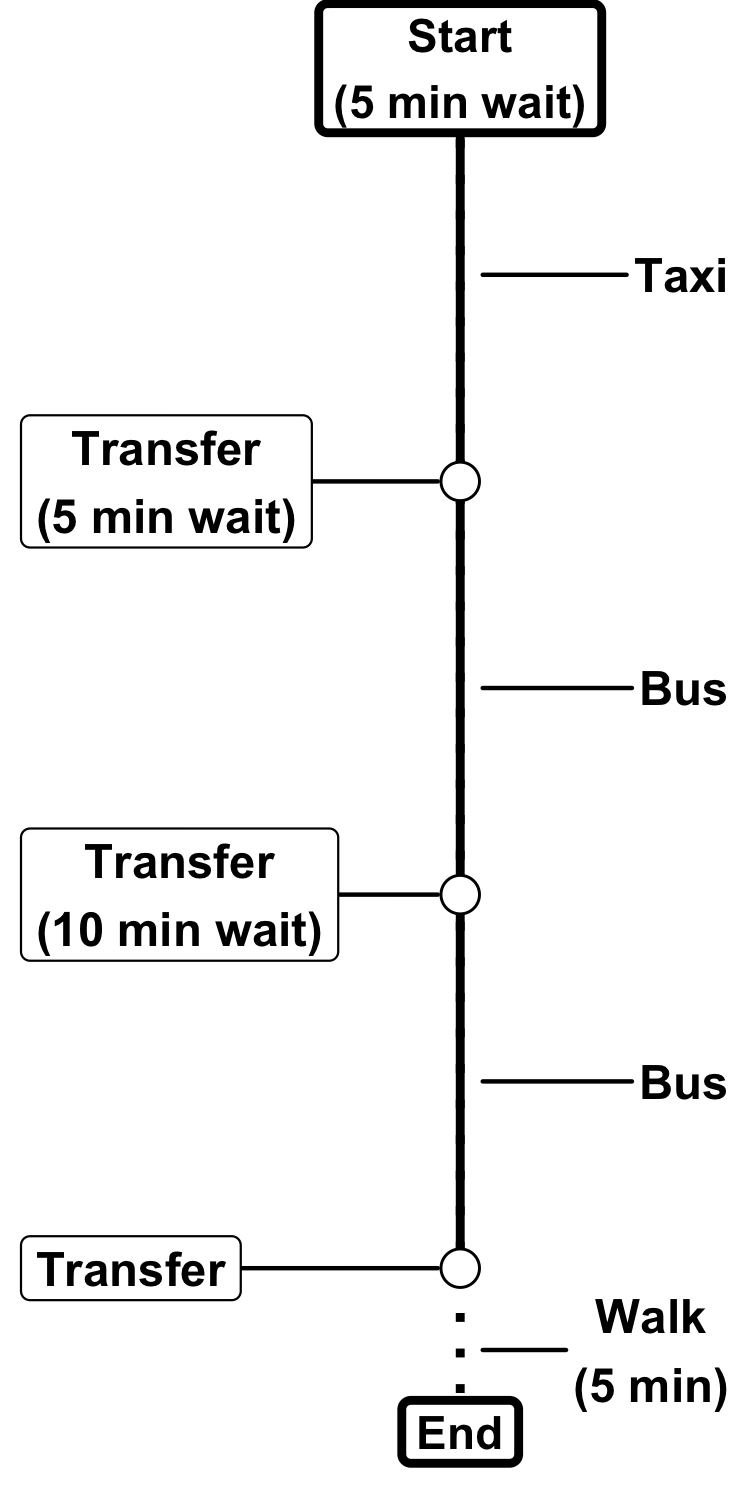 Start
(5 min wait)
Taxi
Transfer
(5 min wait)
Bus
Transfer
(10 min wait)
Bus
Transfer
Walk
(5 min)
End